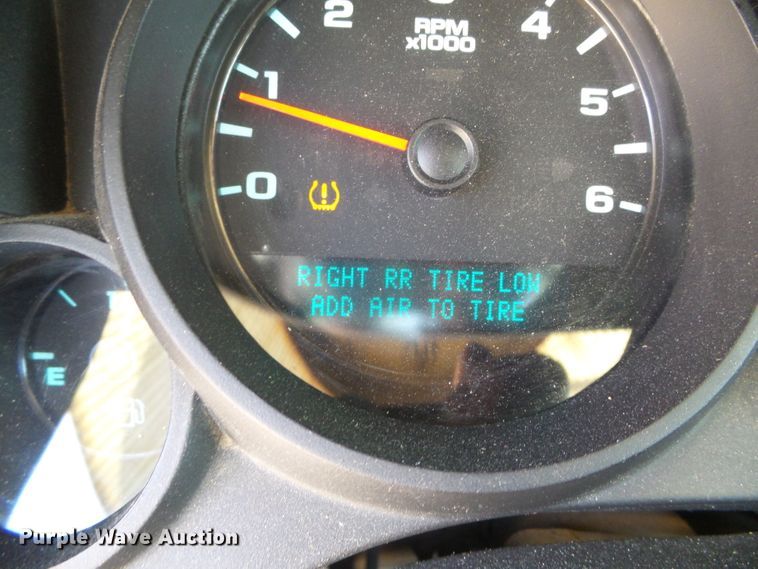 2
4
RPM
x1000
1
5
0
6
RIGHT RR TIRE LOW
ADD AIR TO TIRE
E
Purple Wave Auction